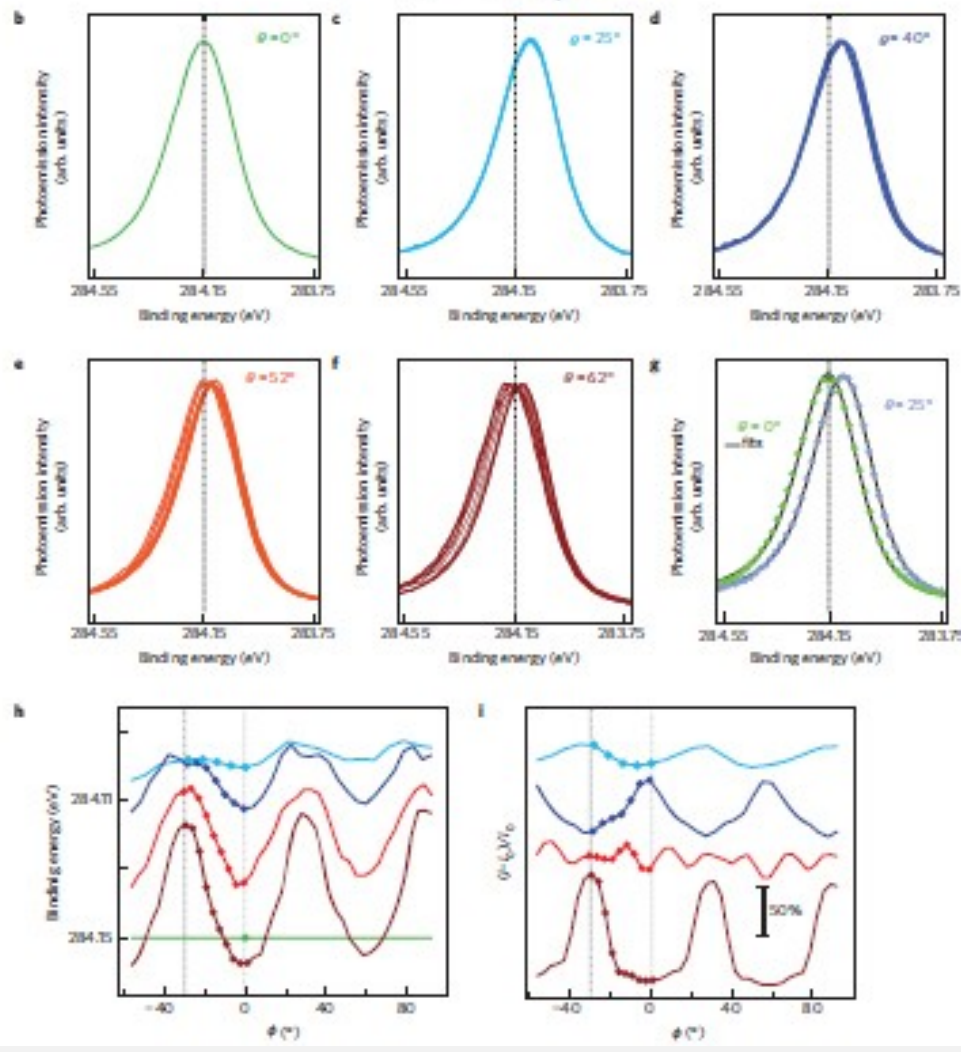 b
Photoemission intensity
(arb. units)
θ = 0°
284.55 284.15 283.75
Binding energy (eV)
c
Photoemission intensity
(arb. units)
θ = 25°
284.55 284.15 283.75
Binding energy (eV)
d
Photoemission intensity
(arb. units)
θ = 40°
284.55 284.15 283.75
Binding energy (eV)
e
Photoemission intensity
(arb. units)
θ = 52°
284.55 284.15 283.75
Binding energy (eV)
f
Photoemission intensity
(arb. units)
θ = 62°
284.55 284.15 283.75
Binding energy (eV)
g
Photoemission intensity
(arb. units)
θ = 0°
fits
θ = 25°
284.55 284.15 283.75
Binding energy (eV)
h
Binding energy (eV)
284.11
284.15
−40 0 40 80
ϕ (°)
i
(I−I₀)/I₀
50%
−40 0 40 80
ϕ (°)